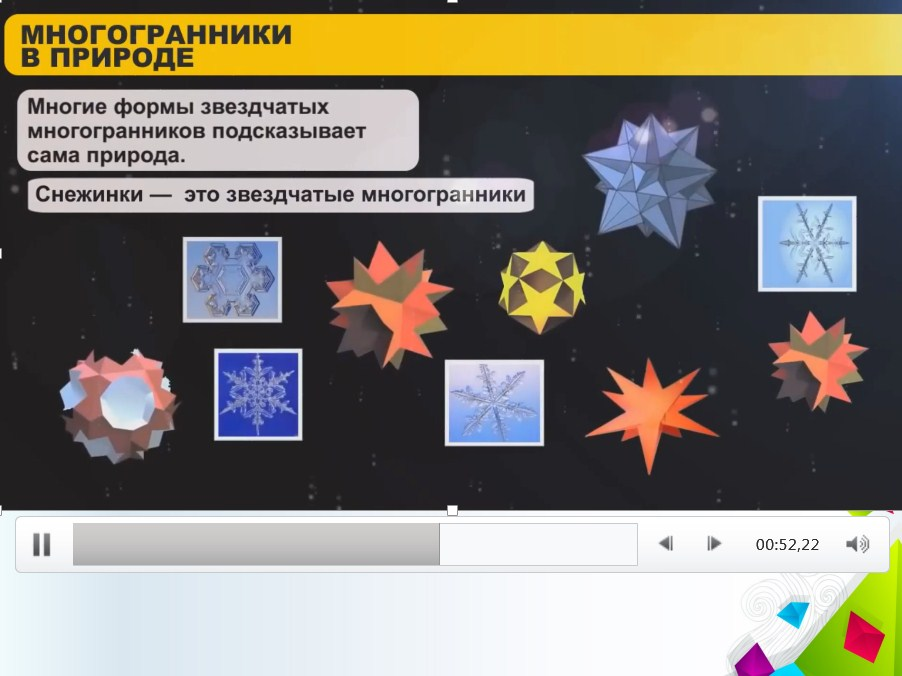 МНОГОГРАННИКИ
В ПРИРОДЕ
Многие формы звездчатых
многогранников подсказывает
сама природа.
Снежинки — это звездчатые многогранники
00:52,22